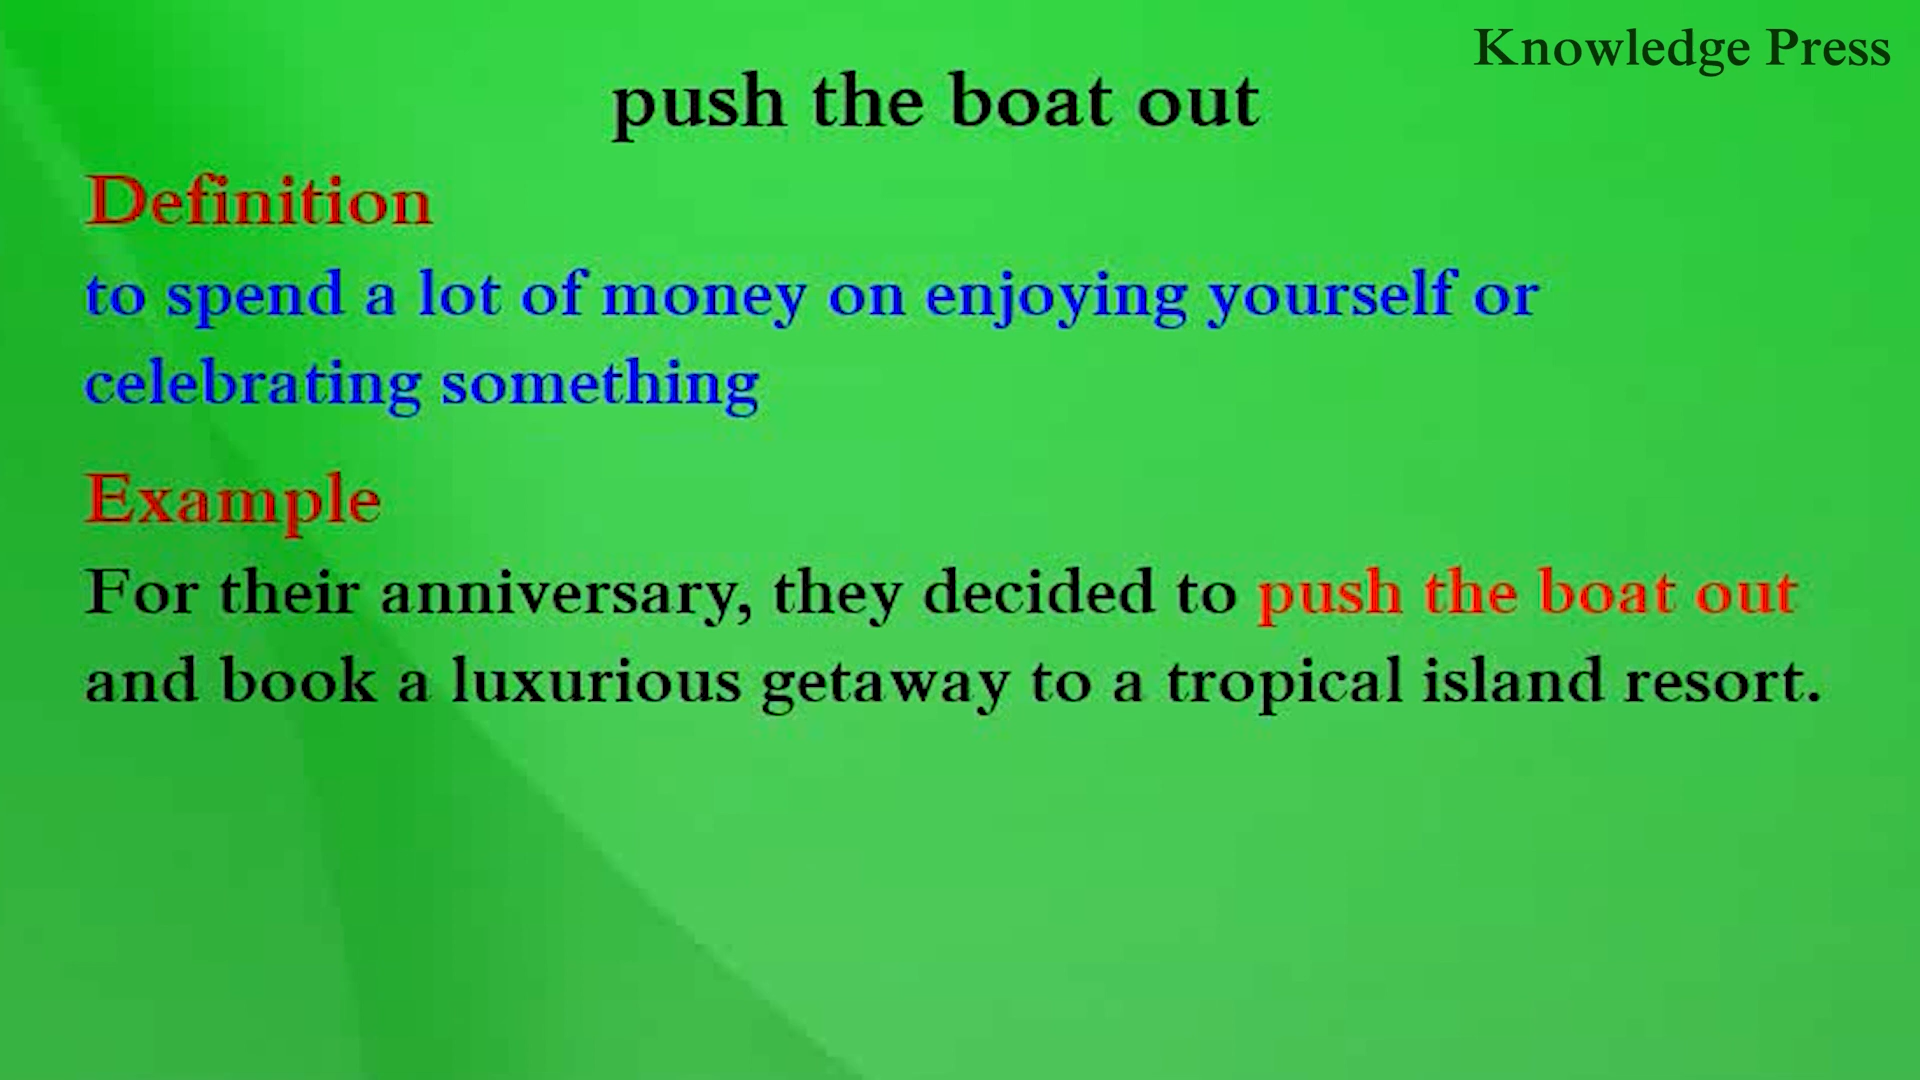 Knowledge Press
push the boat out
Definition
to spend a lot of money on enjoying yourself or
celebrating something
Example
For their anniversary, they decided to push the boat out
and book a luxurious getaway to a tropical island resort.